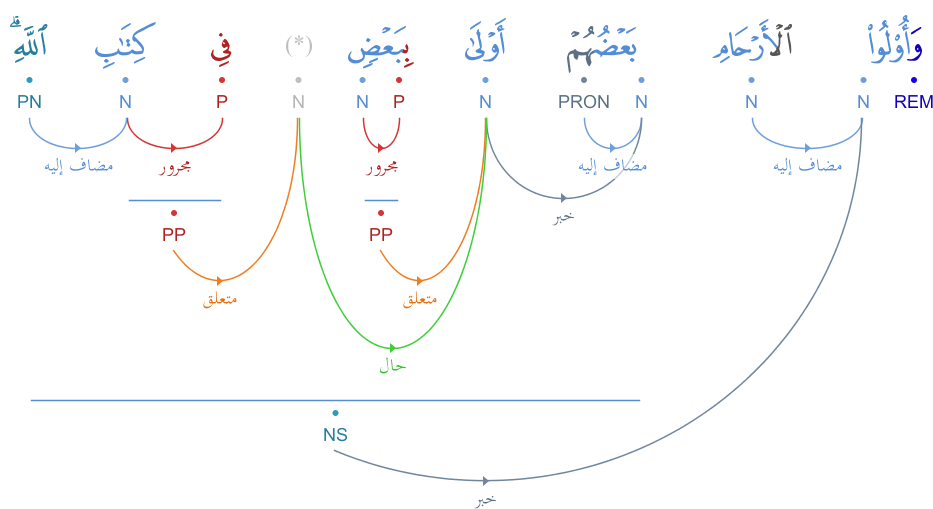 وَأُو۟لُوا۟ ٱلْأَرْحَامِ بَعْضُهُمْ أَوْلَىٰ بِبَعْضٍ (*) فِى كِتَـٰبِ ٱللَّهِ ۗ
REM N N N PRON N P N N P N PN
مضاف إليه مضاف إليه مجرور مجرور مضاف إليه
خبر
PP PP
متعلق متعلق
حال
NS
خبر